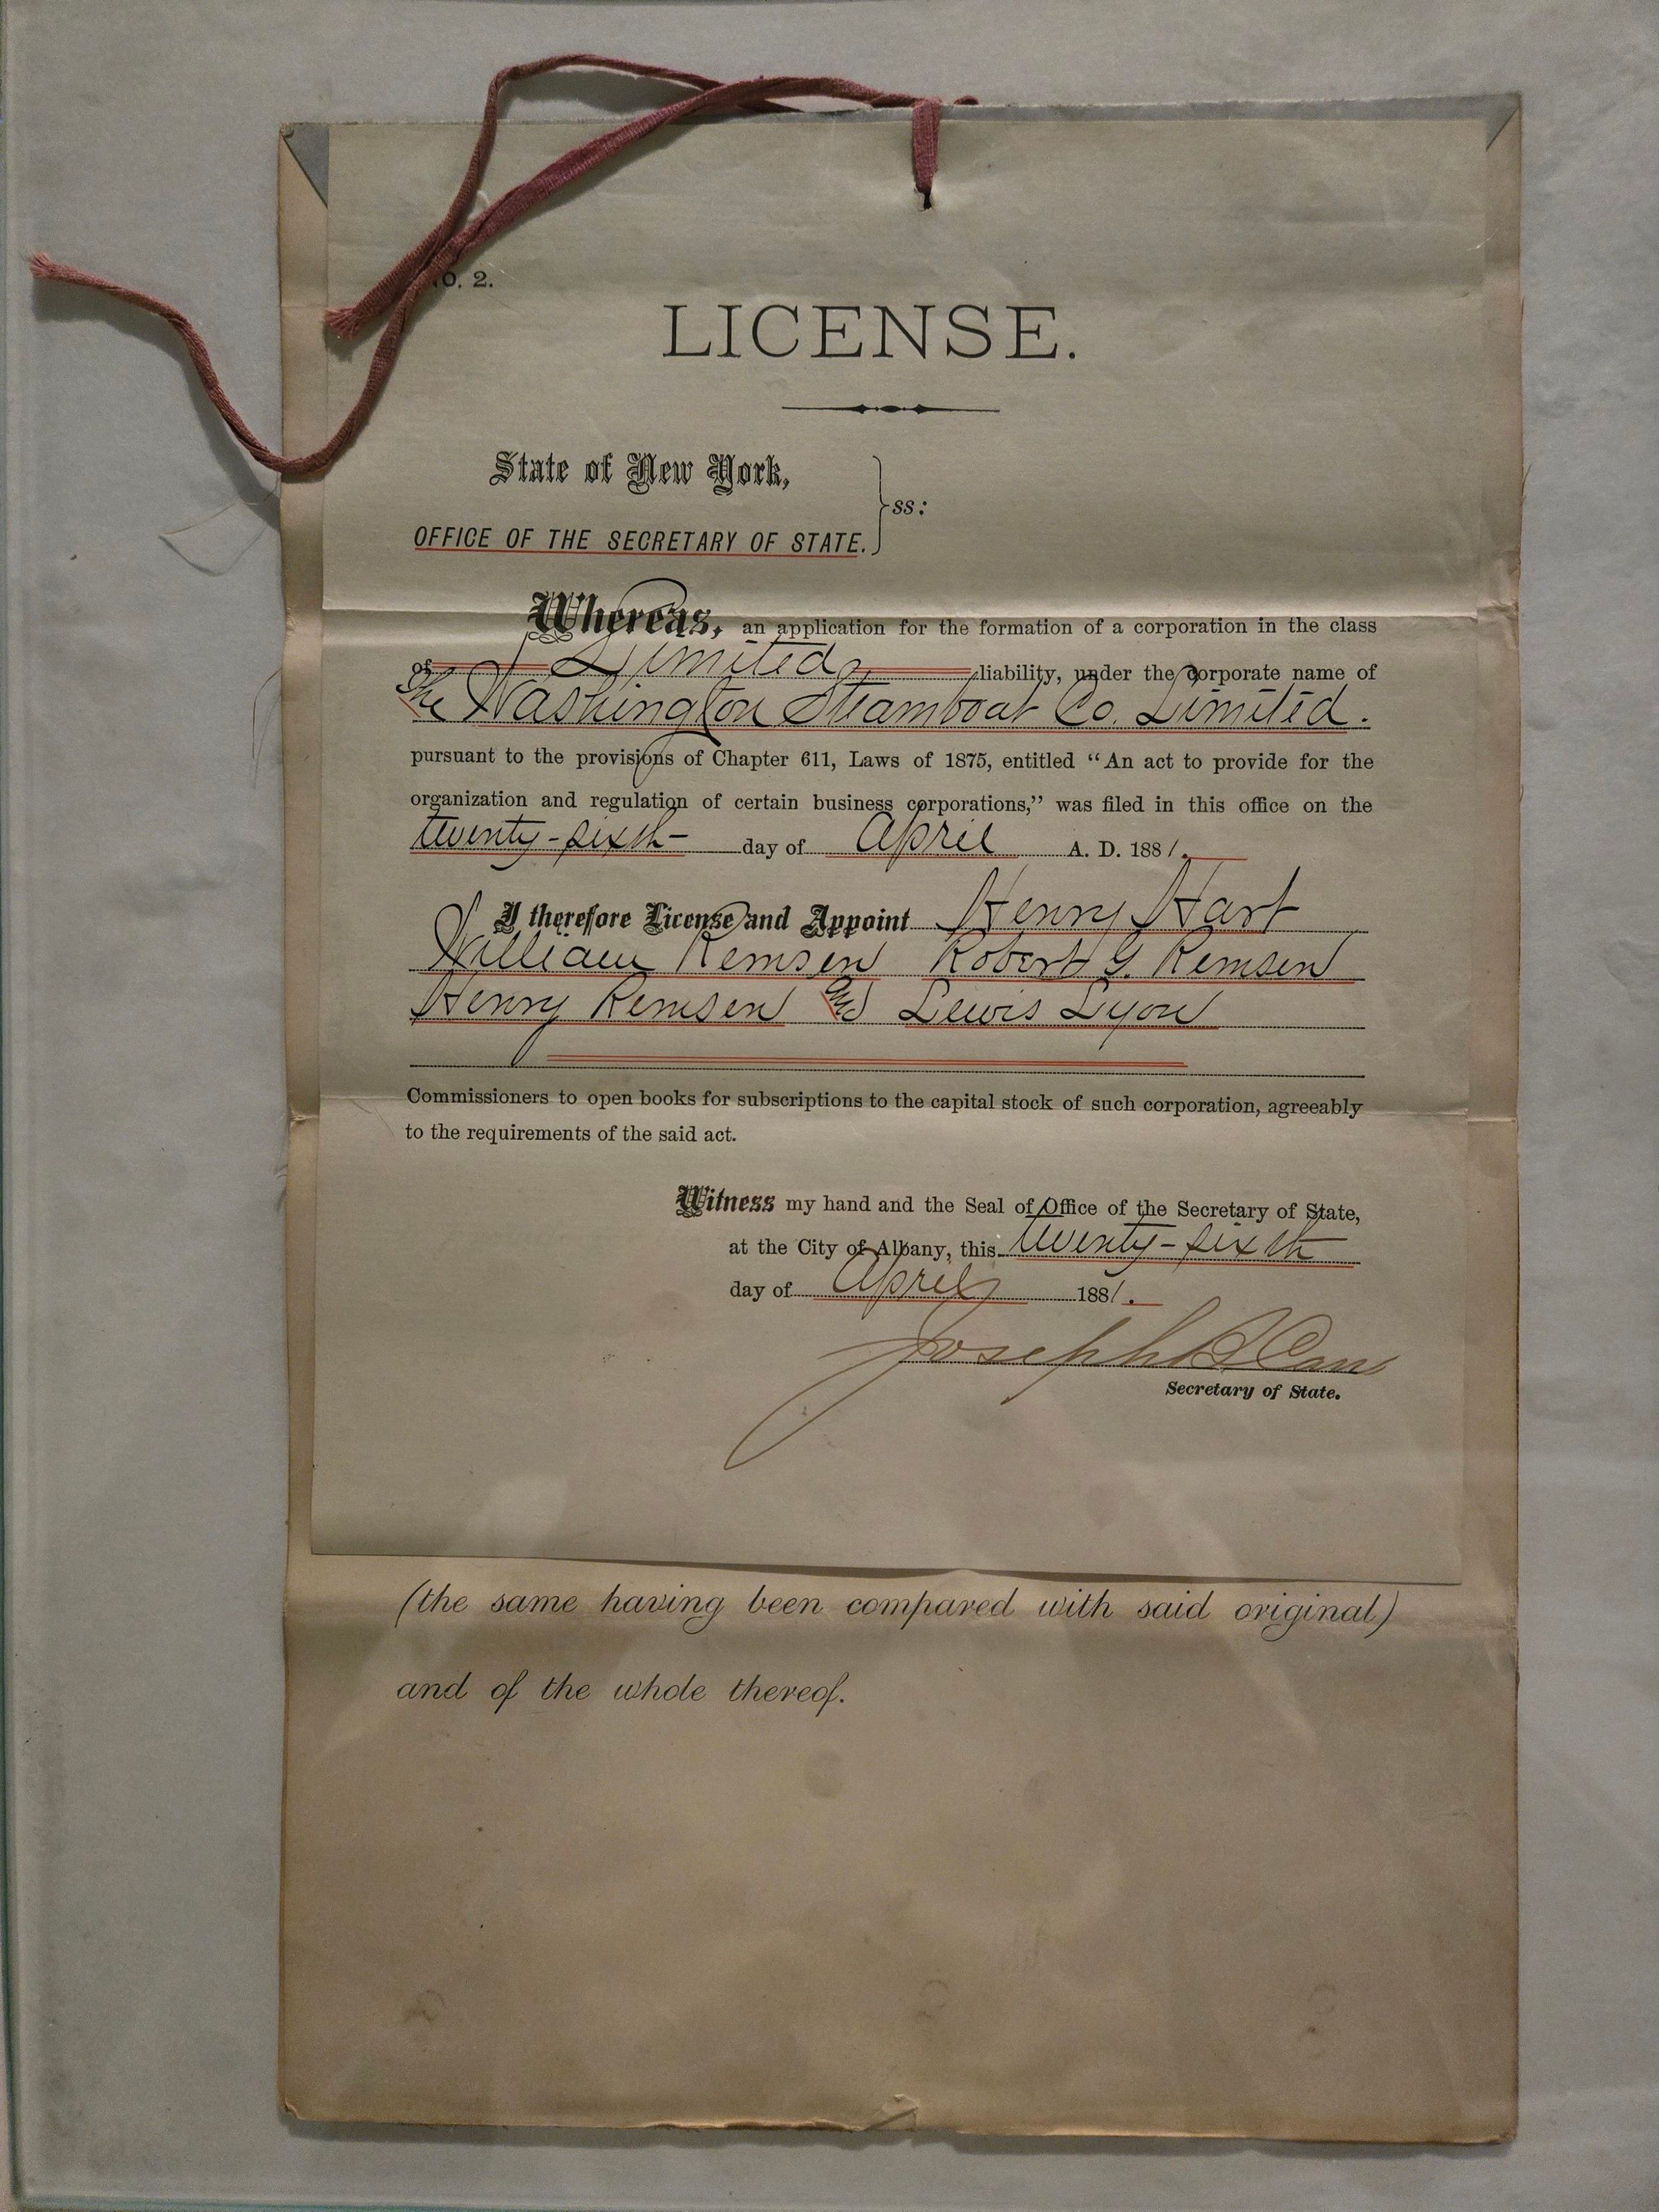 NO. 2.
LICENSE.
State of New York,
ss:
OFFICE OF THE SECRETARY OF STATE.
Whereas, an application for the formation of a corporation in the class
of Limited liability, under the corporate name of
The Washington Steamboat Co. Limited.
pursuant to the provisions of Chapter 611, Laws of 1875, entitled “An act to provide for the
organization and regulation of certain business corporations,” was filed in this office on the
twenty-sixth day of April A. D. 1881.
I therefore License and Appoint Henry Hart
William Remsen Robert G. Remsen
Henry Remsen and Lewis Lyon
Commissioners to open books for subscriptions to the capital stock of such corporation, agreeably
to the requirements of the said act.
Witness my hand and the Seal of Office of the Secretary of State,
at the City of Albany, this twenty-sixth
day of April 1881.
Joseph B Carr
Secretary of State.
(the same having been compared with said original)
and of the whole thereof.